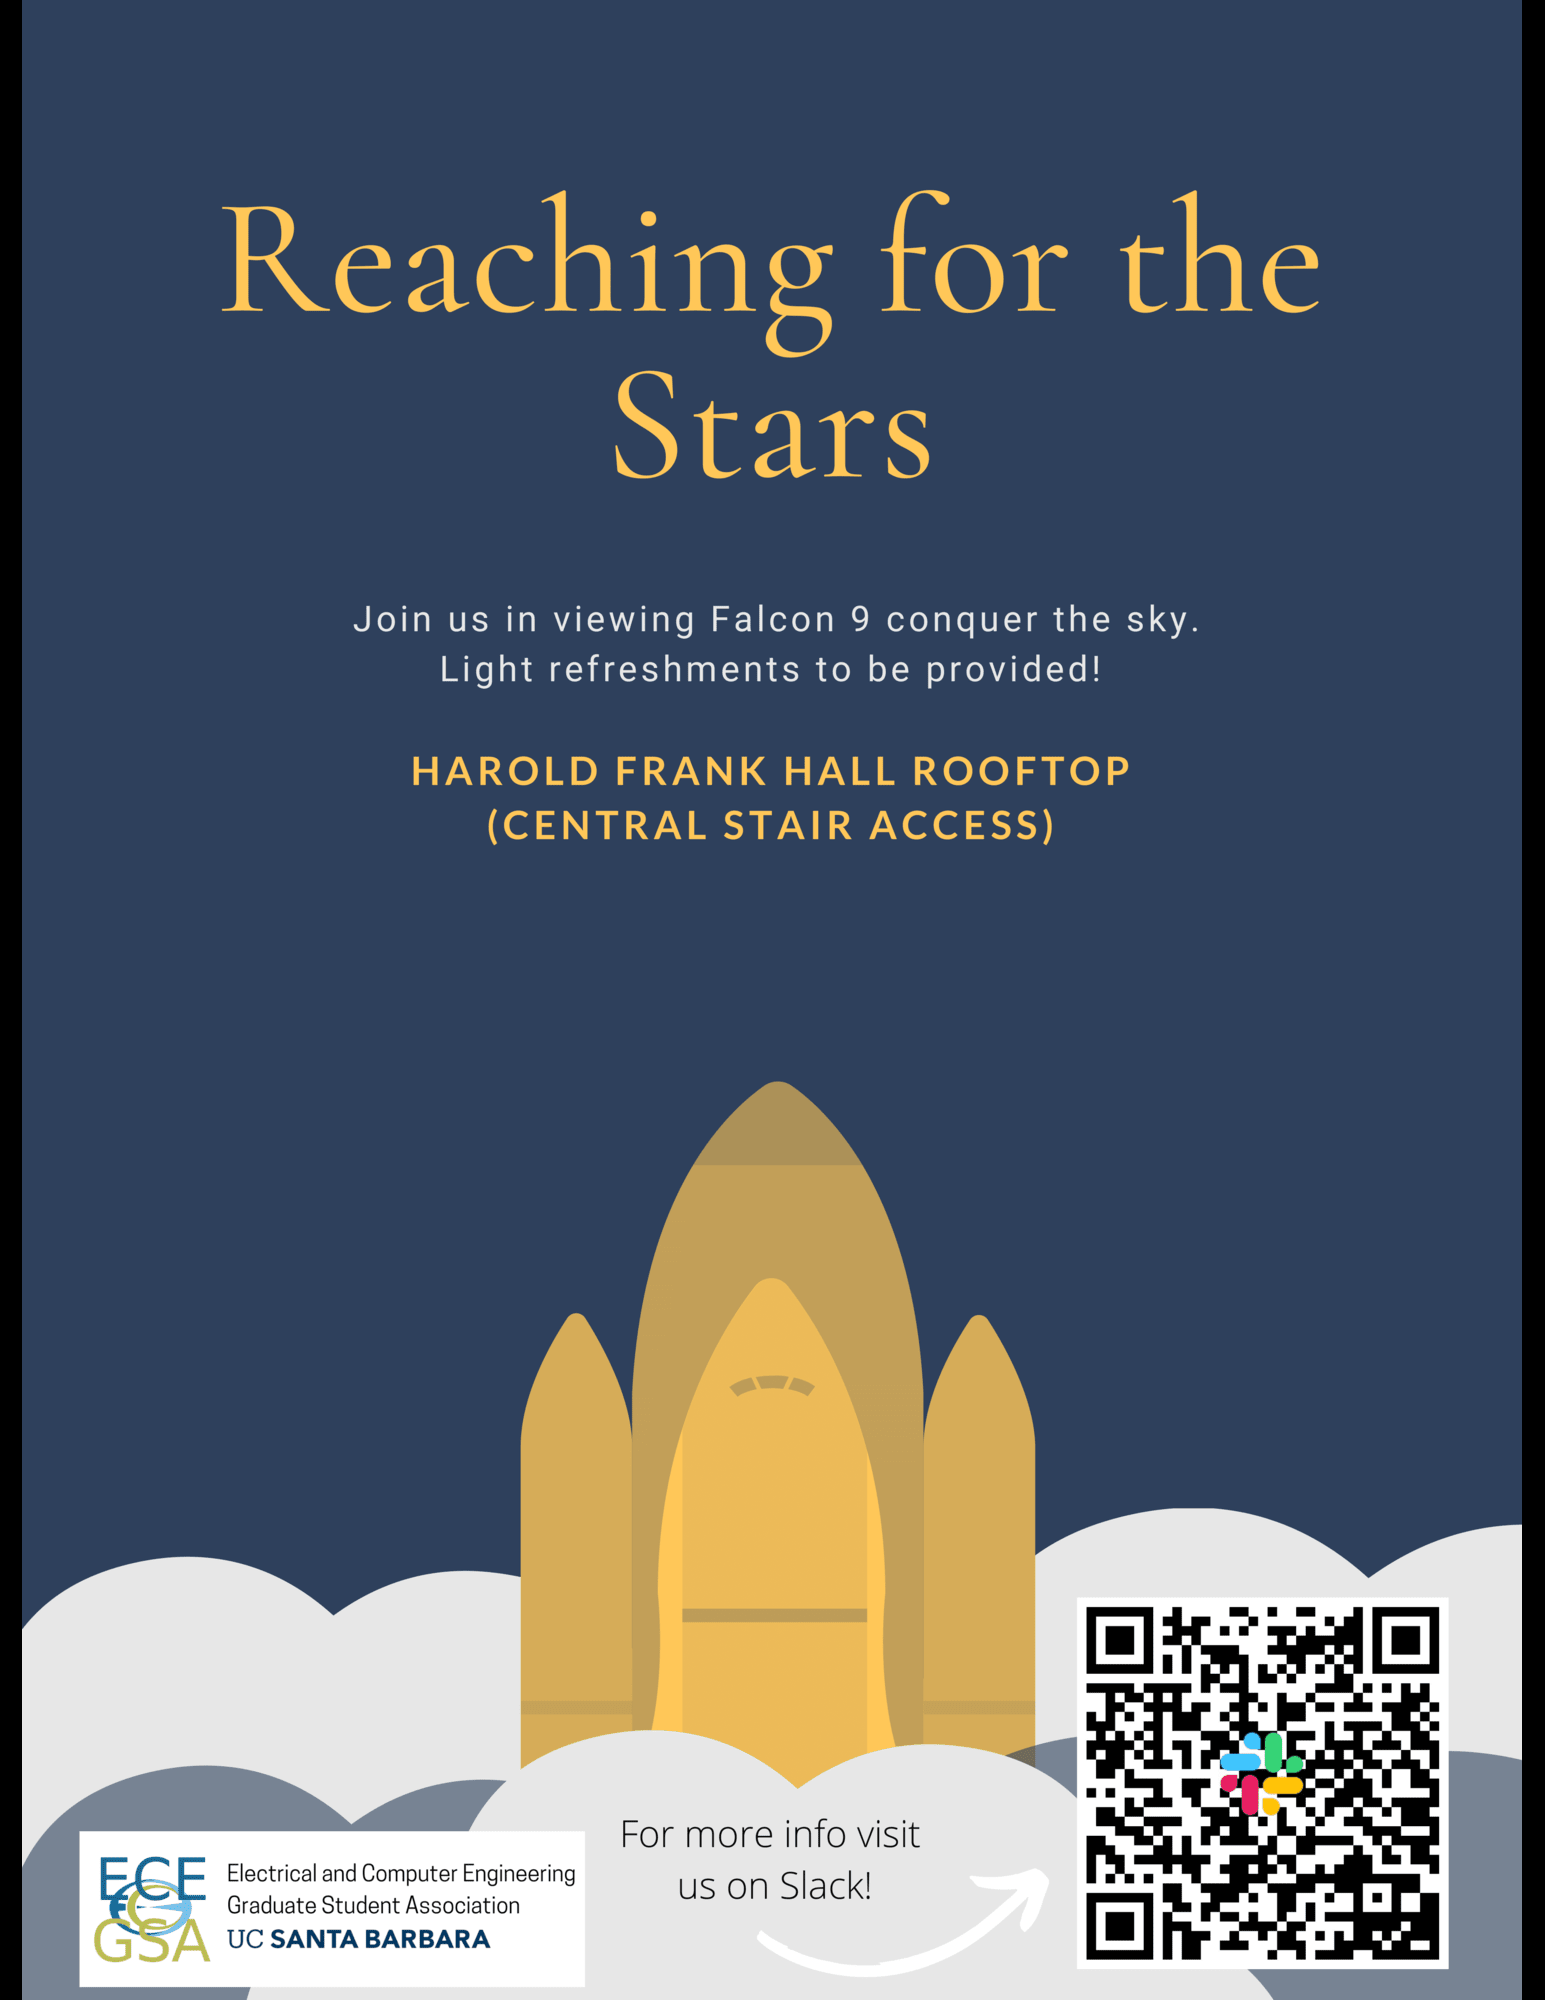 Reaching for the
Stars
Join us in viewing Falcon 9 conquer the sky.
Light refreshments to be provided!
HAROLD FRANK HALL ROOFTOP
(CENTRAL STAIR ACCESS)
For more info visit
us on Slack!
ECE
GSA
Electrical and Computer Engineering
Graduate Student Association
UC SANTA BARBARA